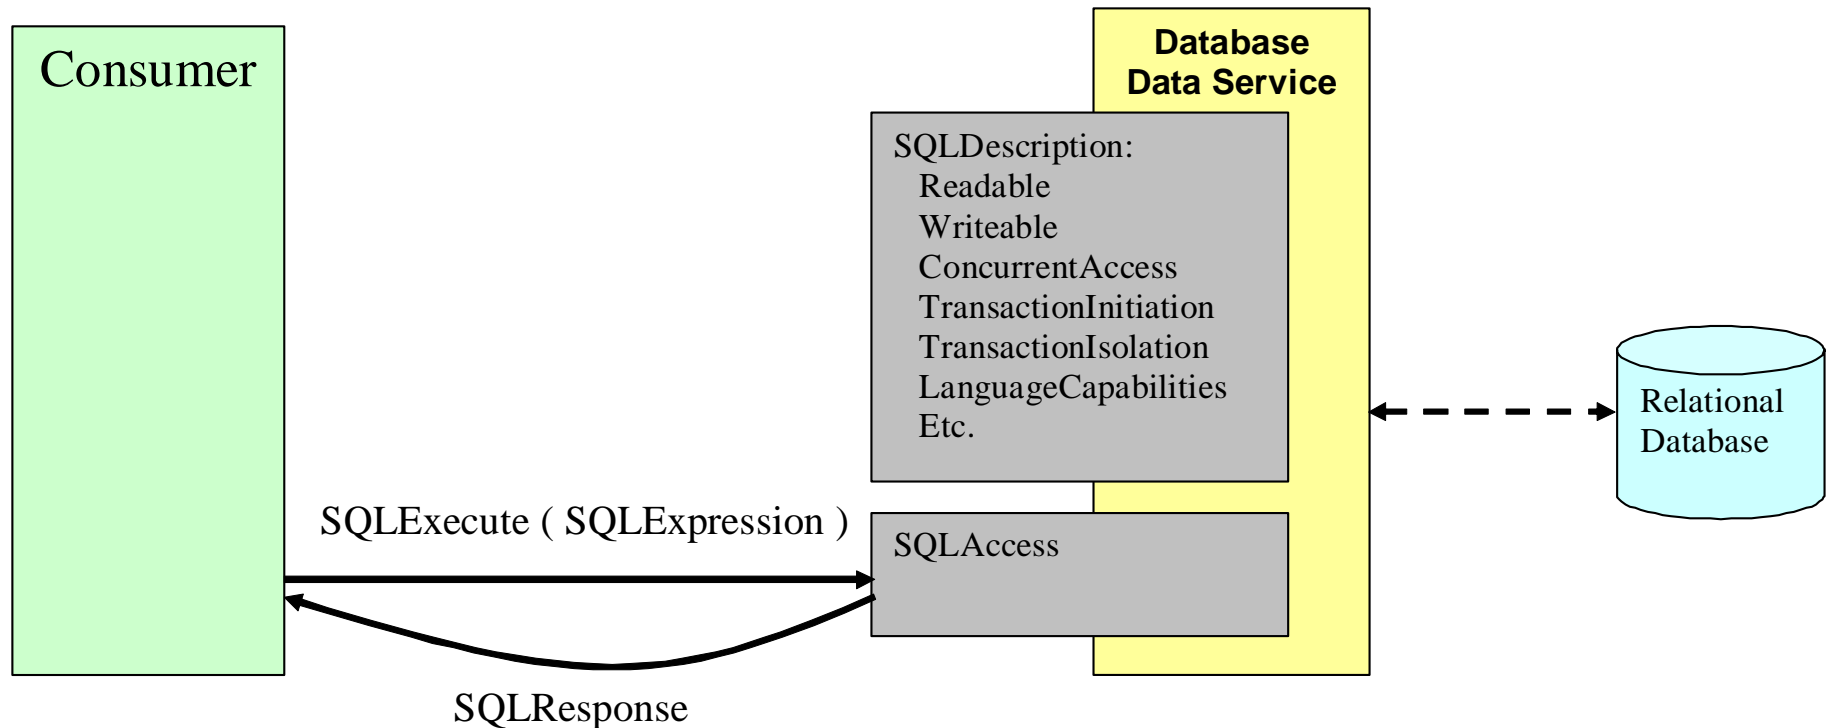 Consumer
Database
Data Service
SQLDescription:
Readable
Writeable
ConcurrentAccess
TransactionInitiation
TransactionIsolation
LanguageCapabilities
Etc.
Relational
Database
SQLExecute ( SQLExpression )
SQLAccess
SQLResponse